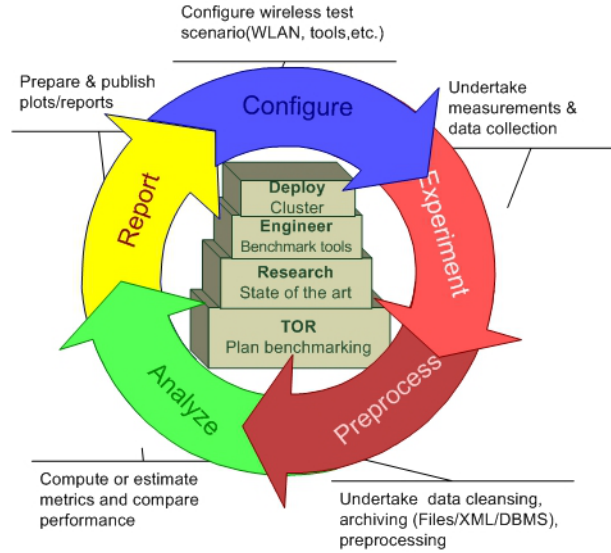 Configure wireless test
scenario(WLAN, tools,etc.)
Prepare & publish
plots/reports
Undertake
measurements &
data collection
Configure
Experiment
Preprocess
Analyze
Report
Deploy
Cluster
Engineer
Benchmark tools
Research
State of the art
TOR
Plan benchmarking
Compute or estimate
metrics and compare
performance
Undertake data cleansing,
archiving (Files/XML/DBMS),
preprocessing